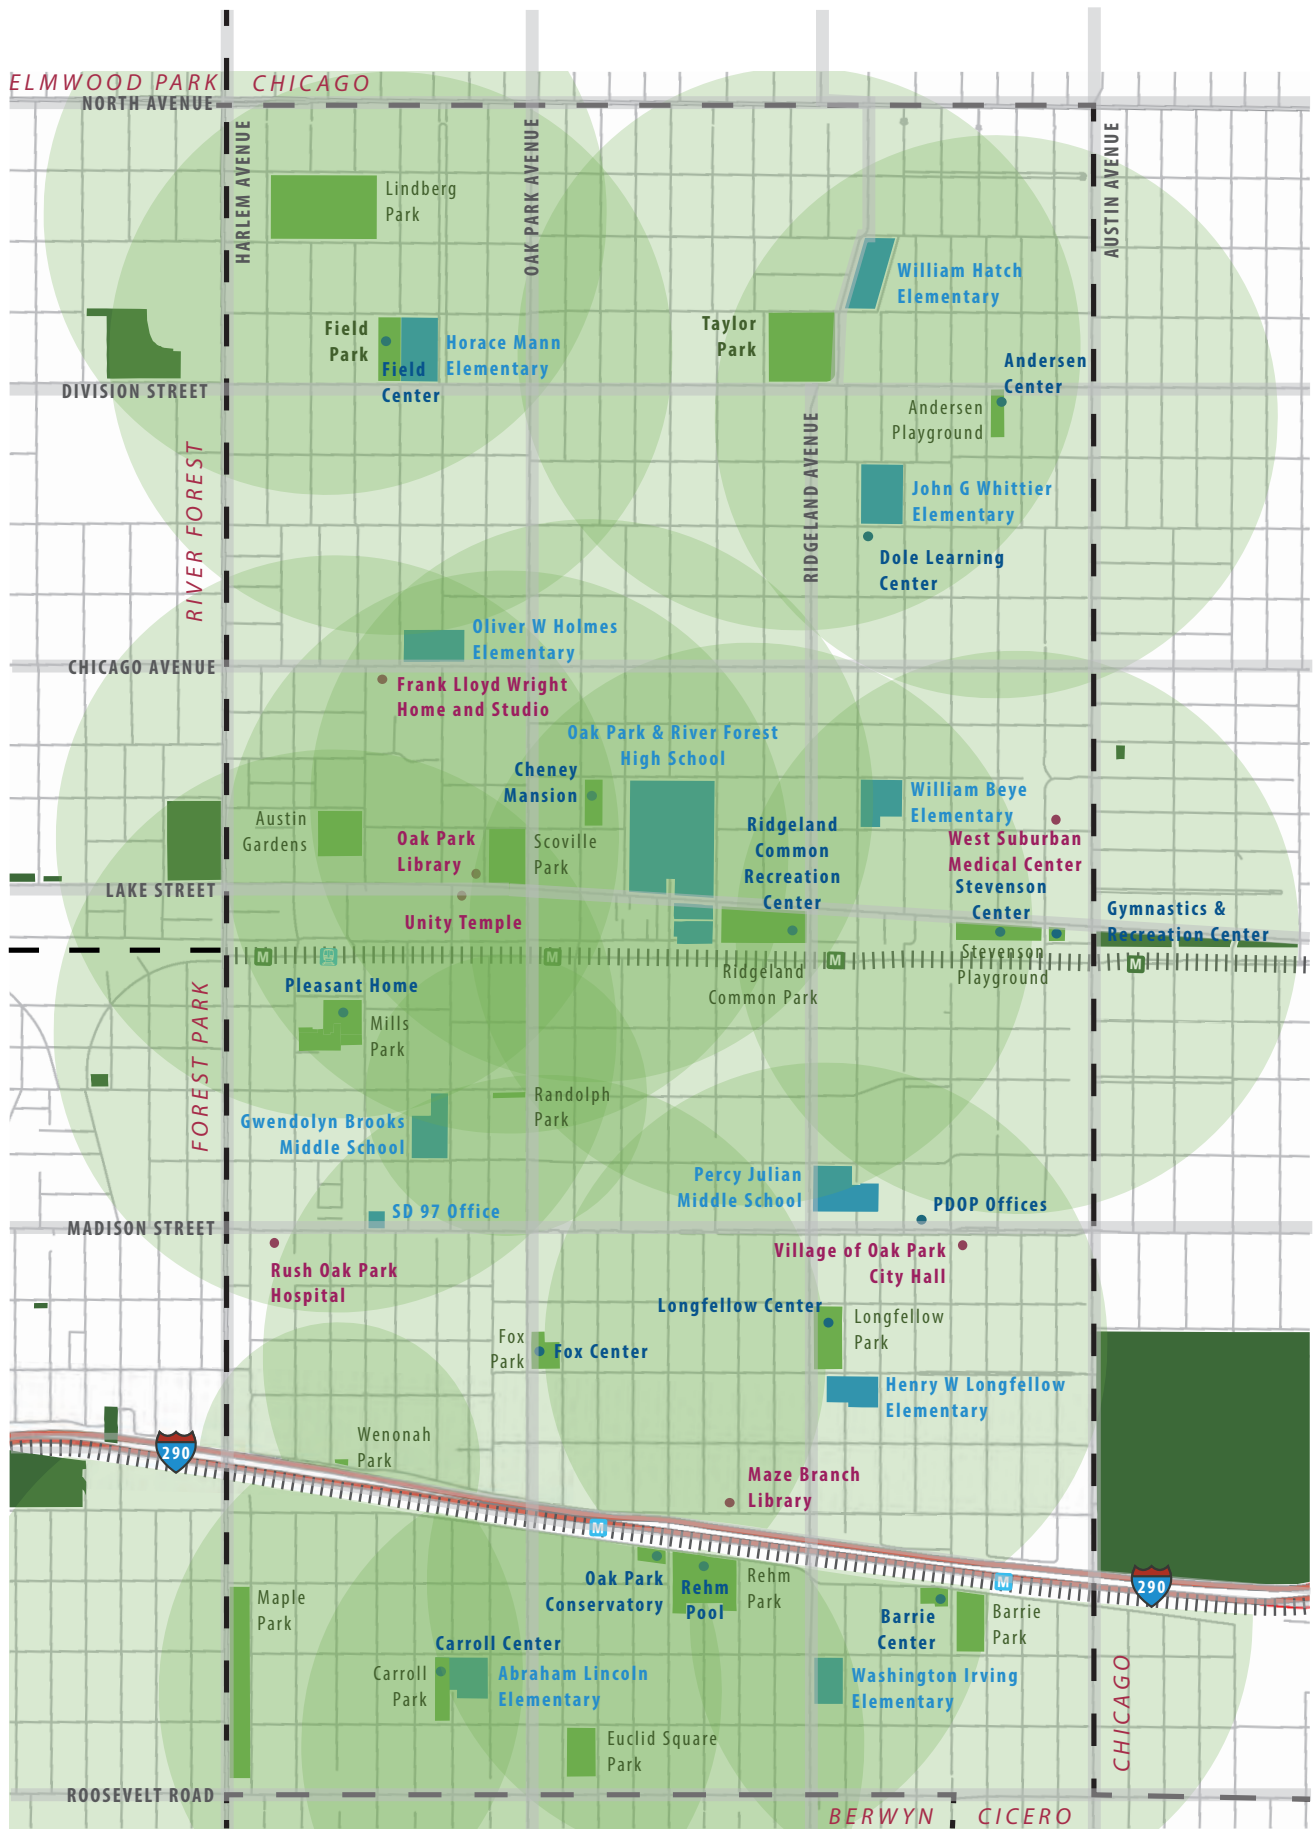 ELMWOOD PARK
CHICAGO
NORTH AVENUE
HARLEM AVENUE
OAK PARK AVENUE
AUSTIN AVENUE
Lindberg
Park
William Hatch
Elementary
Field
Park
Horace Mann
Elementary
Field
Center
Taylor
Park
Andersen
Center
DIVISION STREET
Andersen
Playground
RIDGELAND AVENUE
RIVER FOREST
John G Whittier
Elementary
Dole Learning
Center
Oliver W Holmes
Elementary
CHICAGO AVENUE
Frank Lloyd Wright
Home and Studio
Oak Park & River Forest
High School
Cheney
Mansion
William Beye
Elementary
Austin
Gardens
Oak Park
Library
Scoville
Park
Ridgeland
Common
Recreation
Center
West Suburban
Medical Center
LAKE STREET
Stevenson
Center
Unity Temple
Gymnastics &
Recreation Center
M
M
M
M
Stevenson
Playground
Ridgeland
Common Park
Pleasant Home
Mills
Park
FOREST PARK
Randolph
Park
Gwendolyn Brooks
Middle School
Percy Julian
Middle School
SD 97 Office
PDOP Offices
MADISON STREET
Rush Oak Park
Hospital
Village of Oak Park
City Hall
Longfellow Center
Longfellow
Park
Fox
Park
Fox Center
Henry W Longfellow
Elementary
Wenonah
Park
290
Maze Branch
Library
M
M
290
Oak Park
Conservatory
Rehm
Pool
Rehm
Park
Maple
Park
Barrie
Center
Barrie
Park
Carroll Center
Carroll
Park
Abraham Lincoln
Elementary
Washington Irving
Elementary
CHICAGO
Euclid Square
Park
ROOSEVELT ROAD
BERWYN
CICERO